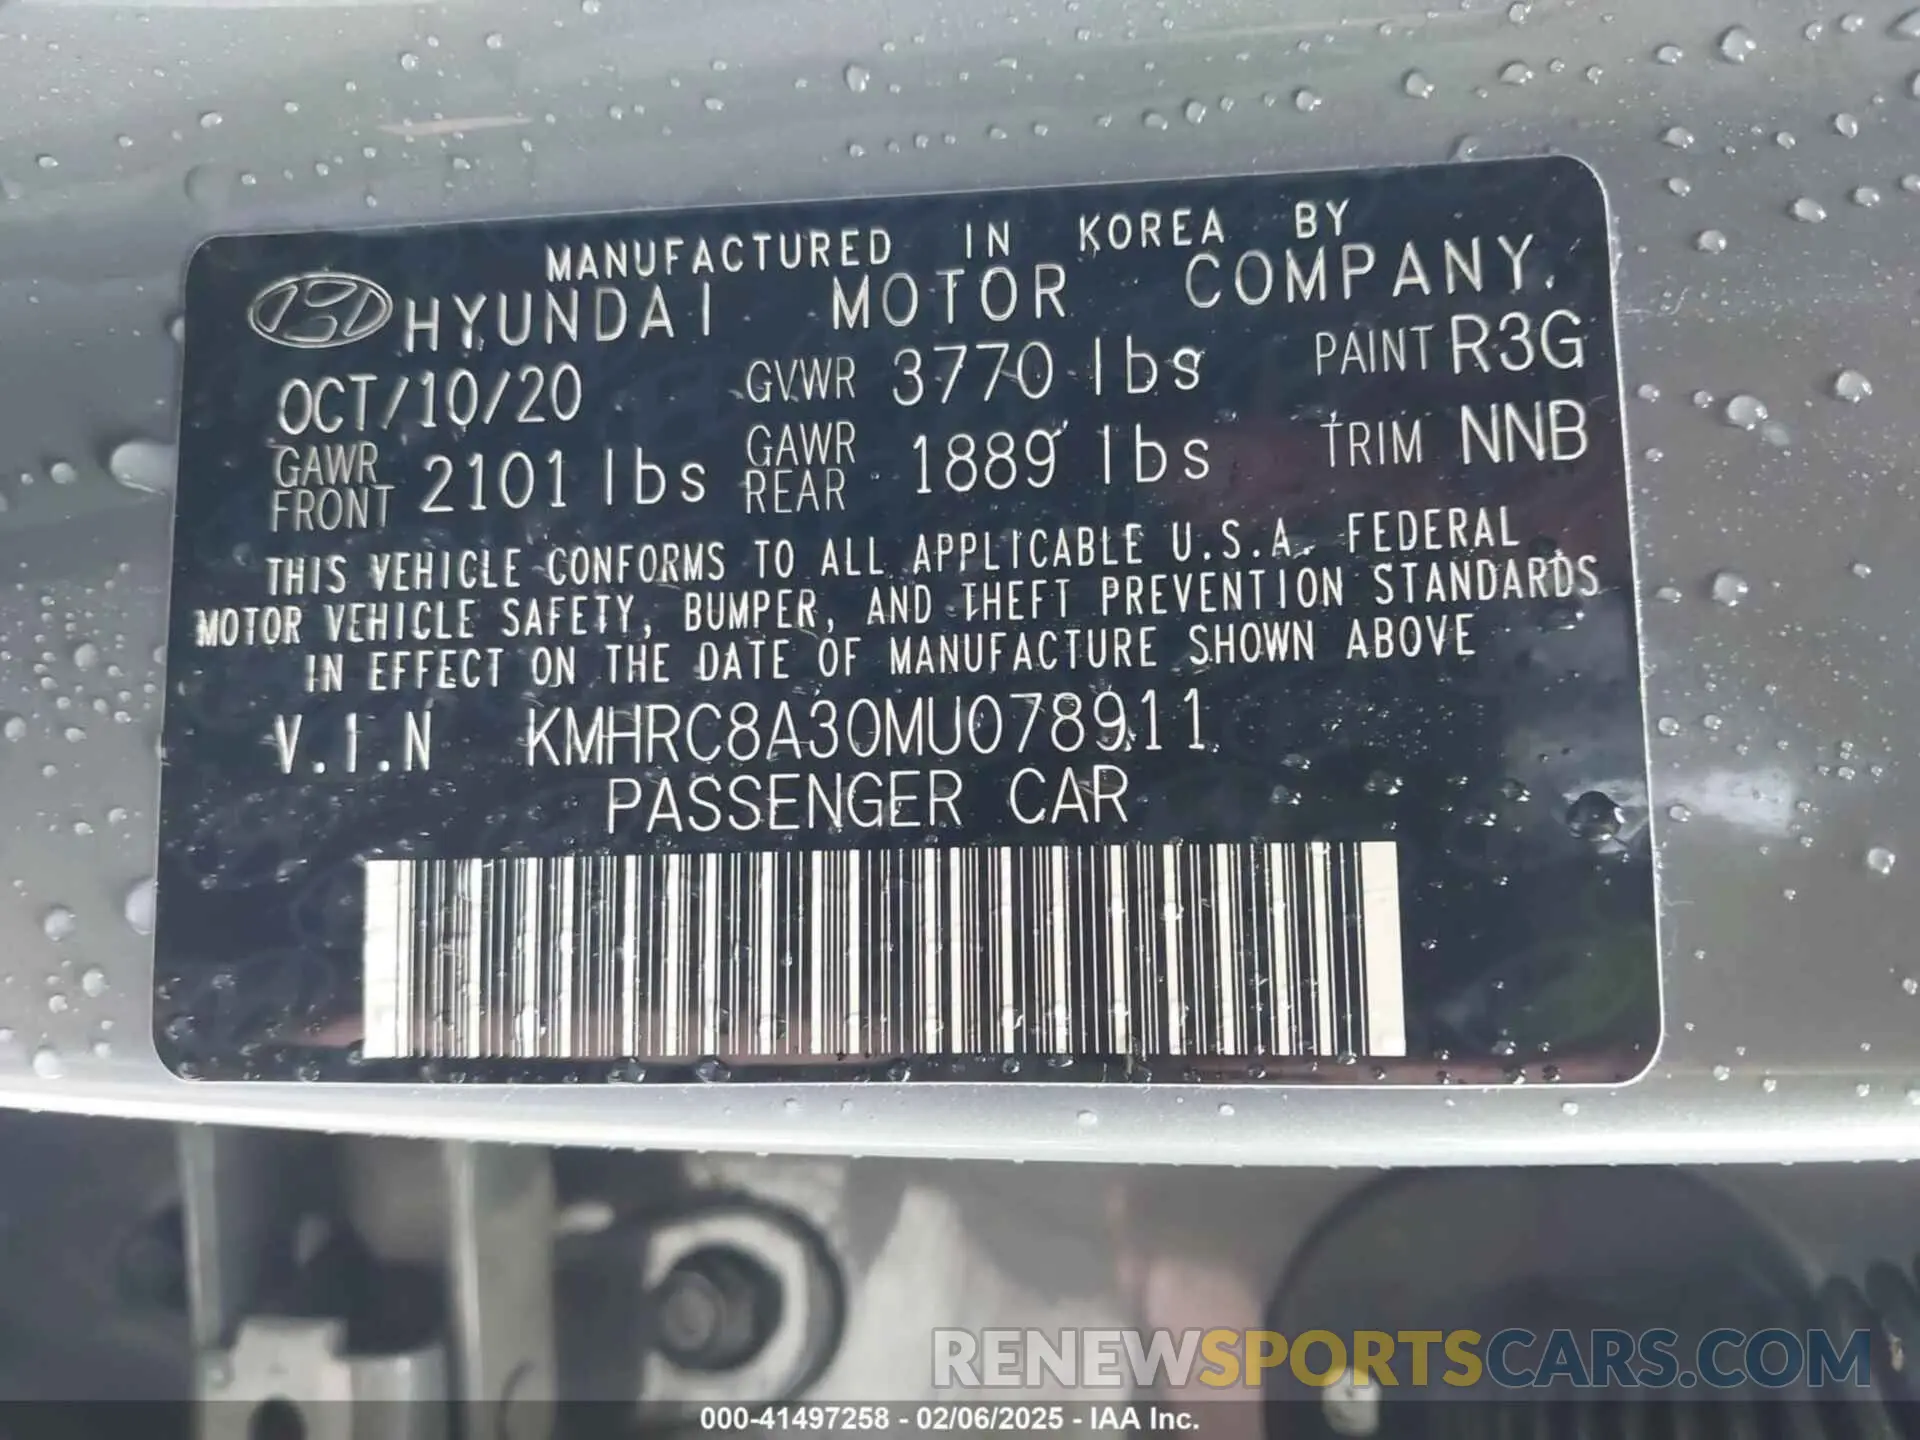 MANUFACTURED IN KOREA BY
HYUNDAI MOTOR COMPANY.
OCT/10/20 GVWR 3770 lbs PAINT R3G
GAWR FRONT 2101 lbs GAWR REAR 1889 lbs TRIM NNB
THIS VEHICLE CONFORMS TO ALL APPLICABLE U.S.A. FEDERAL
MOTOR VEHICLE SAFETY, BUMPER, AND THEFT PREVENTION STANDARDS
IN EFFECT ON THE DATE OF MANUFACTURE SHOWN ABOVE
V.I.N KMHRC8A30MU078911
PASSENGER CAR
RENEWSPORTSCARS.COM
000-41497258 - 02/06/2025 - IAA Inc.